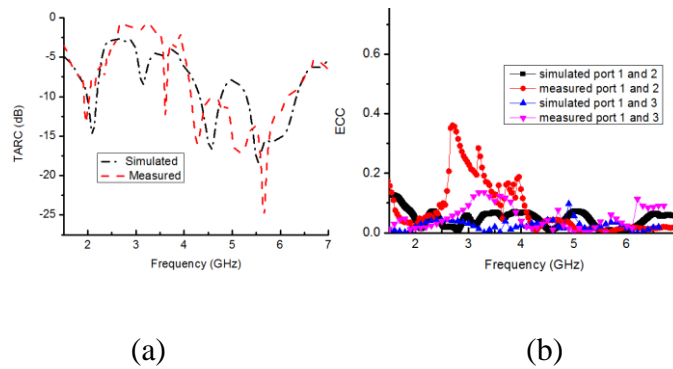 0
-5
-10
-15
-20
-25
TARC (dB)
Simulated
Measured
2 3 4 5 6 7
Frequency (GHz)
(a)
0.6
0.4
0.2
0.0
ECC
simulated port 1 and 2
measured port 1 and 2
simulated port 1 and 3
measured port 1 and 3
2 3 4 5 6
Frequency (GHz)
(b)